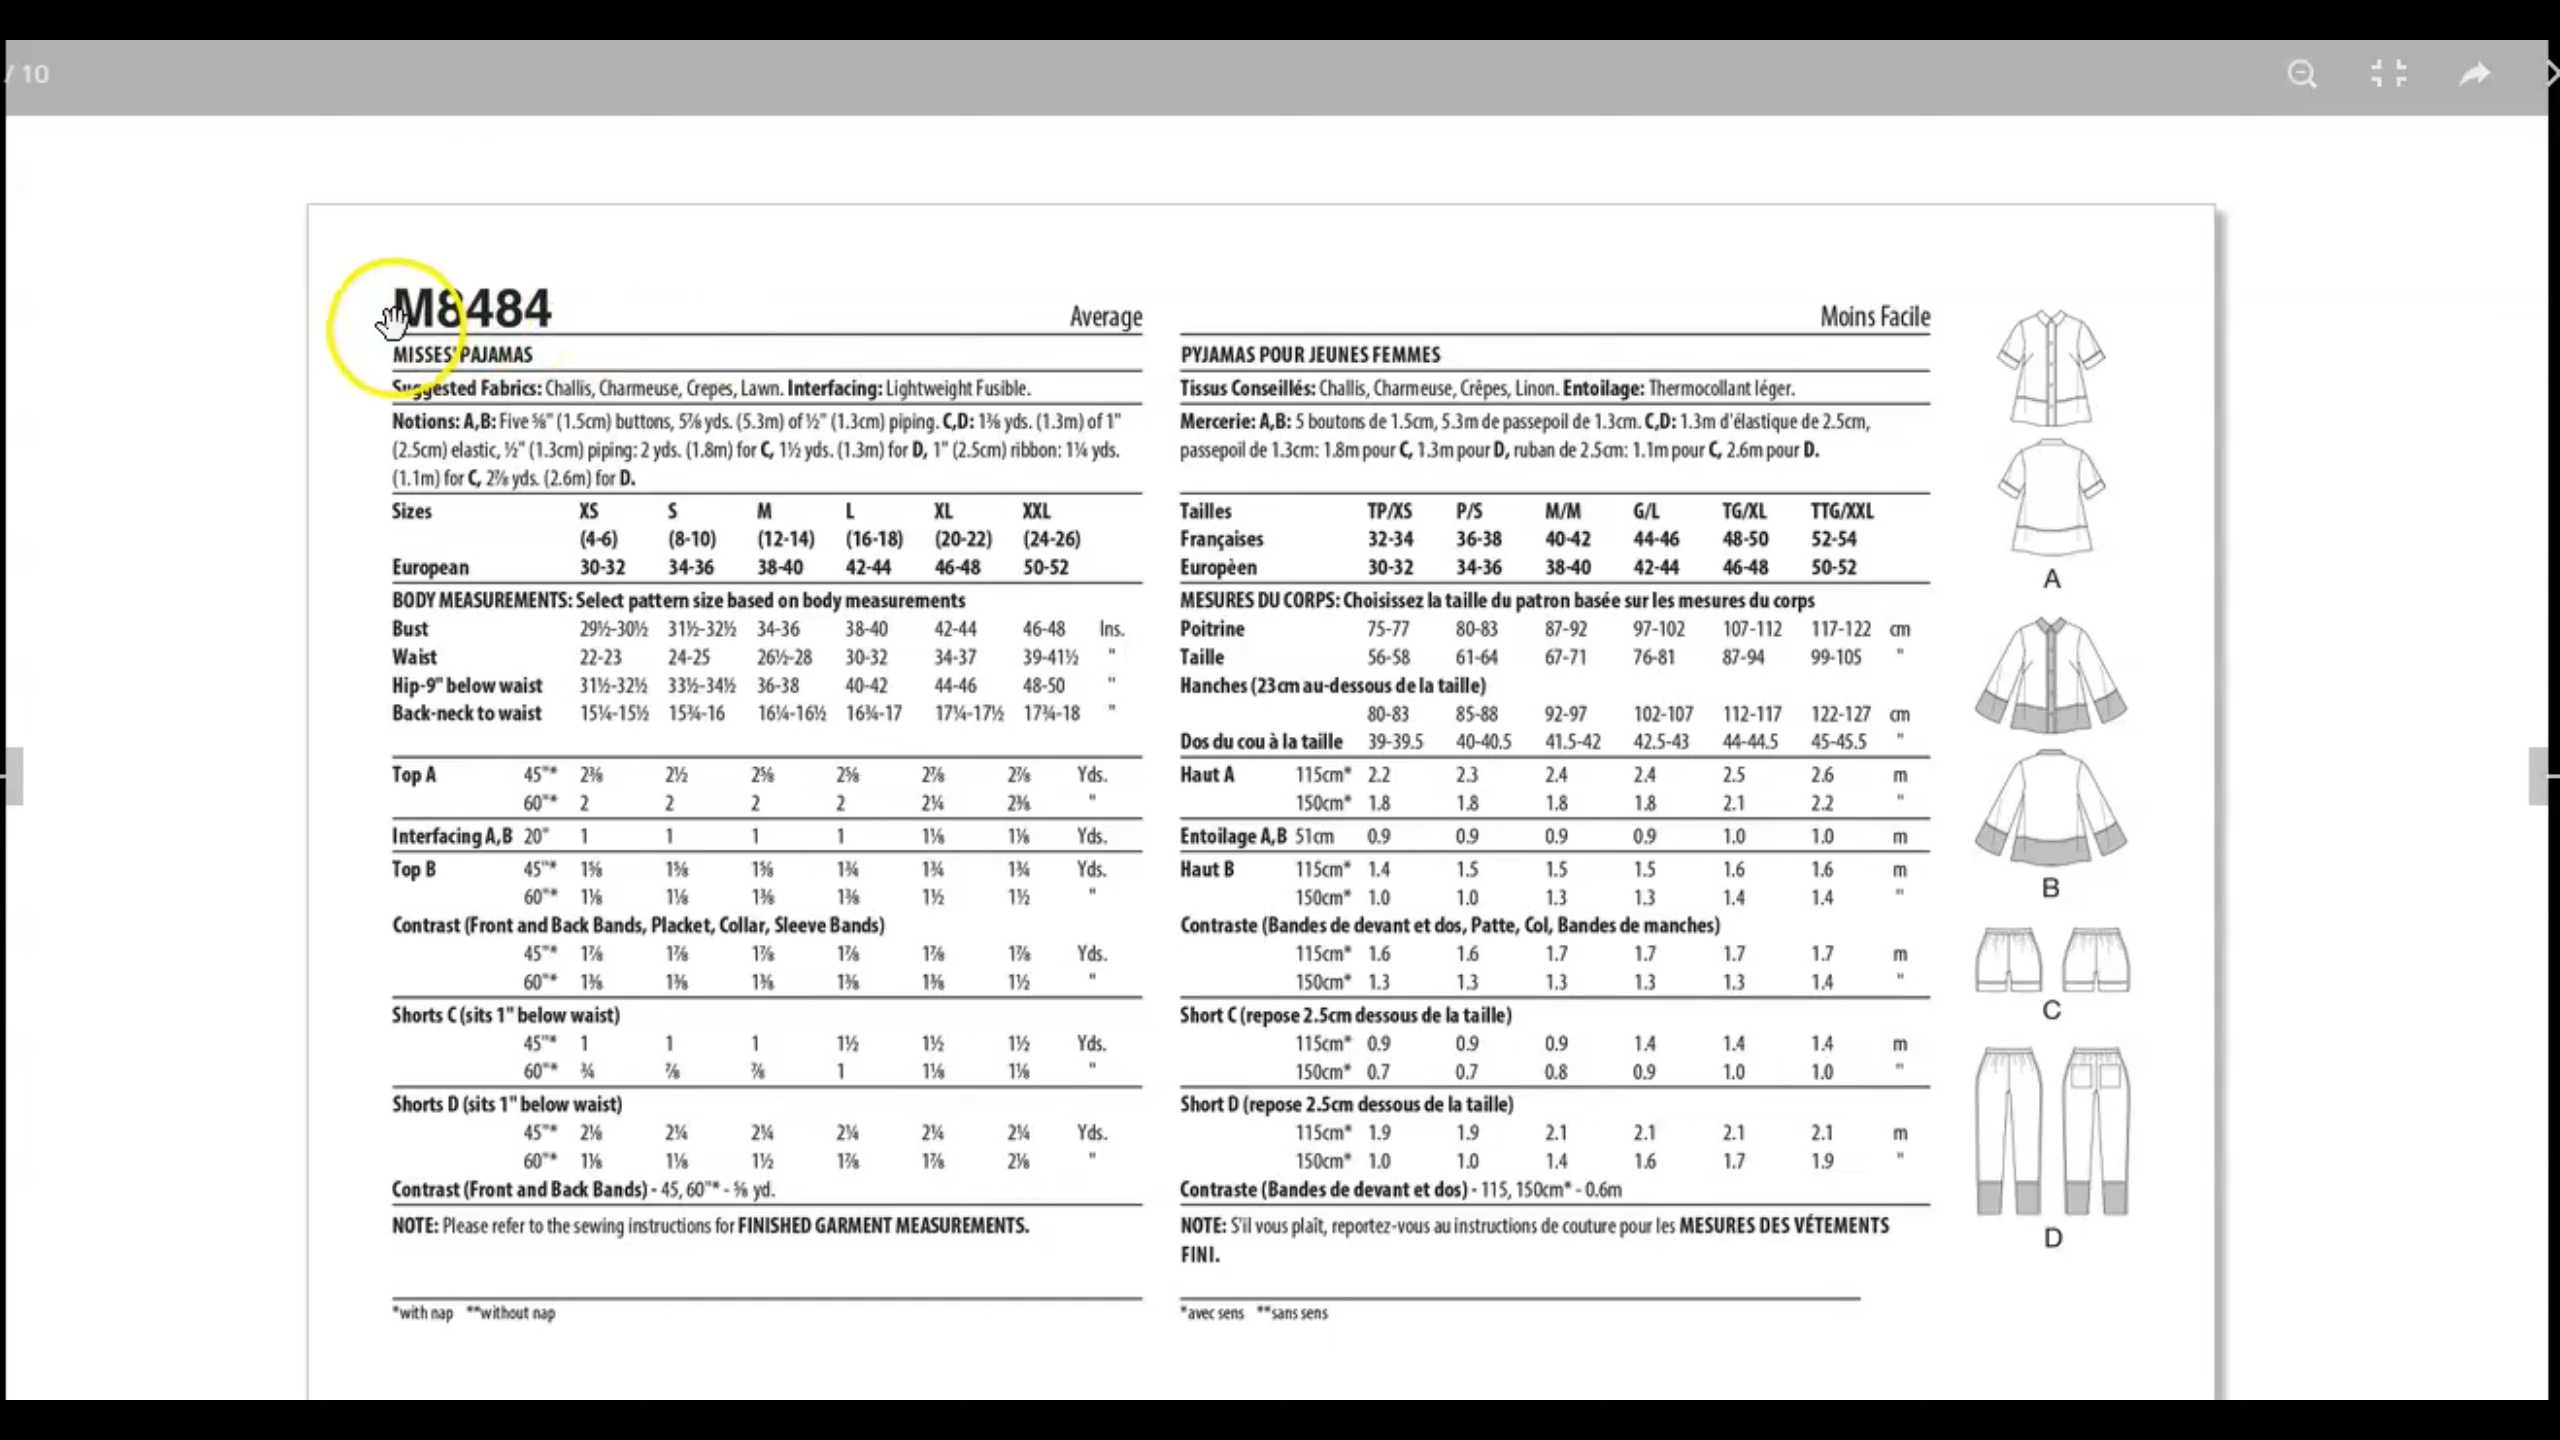 / 10
M8484 Average
MISSES' PAJAMAS
Suggested Fabrics: Challis, Charmeuse, Crepes, Lawn. Interfacing: Lightweight Fusible.
Notions: A,B: Five ⅝" (1.5cm) buttons, 5⅞ yds. (5.3m) of ½" (1.3cm) piping. C,D: 1⅜ yds. (1.3m) of 1"
(2.5cm) elastic, ½" (1.3cm) piping: 2 yds. (1.8m) for C, 1½ yds. (1.3m) for D, 1" (2.5cm) ribbon: 1¼ yds.
(1.1m) for C, 2⅞ yds. (2.6m) for D.
Sizes XS S M L XL XXL
(4-6) (8-10) (12-14) (16-18) (20-22) (24-26)
European 30-32 34-36 38-40 42-44 46-48 50-52
BODY MEASUREMENTS: Select pattern size based on body measurements
Bust 29½-30½ 31½-32½ 34-36 38-40 42-44 46-48 Ins.
Waist 22-23 24-25 26½-28 30-32 34-37 39-41½ "
Hip-9" below waist 31½-32½ 33½-34½ 36-38 40-42 44-46 48-50 "
Back-neck to waist 15¼-15½ 15¾-16 16¼-16½ 16¾-17 17¼-17½ 17¾-18 "
Top A 45"* 2⅜ 2½ 2⅝ 2⅝ 2⅞ 2⅞ Yds.
60"* 2 2 2 2 2¼ 2⅜ "
Interfacing A,B 20" 1 1 1 1 1⅛ 1⅛ Yds.
Top B 45"* 1⅝ 1⅝ 1⅝ 1¾ 1¾ 1¾ Yds.
60"* 1⅛ 1⅛ 1⅜ 1⅜ 1½ 1½ "
Contrast (Front and Back Bands, Placket, Collar, Sleeve Bands)
45"* 1⅞ 1⅞ 1⅞ 1⅞ 1⅞ 1⅞ Yds.
60"* 1⅜ 1⅜ 1⅜ 1⅜ 1⅜ 1½ "
Shorts C (sits 1" below waist)
45"* 1 1 1 1½ 1½ 1½ Yds.
60"* ¾ ⅞ ⅞ 1 1⅛ 1⅛ "
Shorts D (sits 1" below waist)
45"* 2⅛ 2¼ 2¼ 2¼ 2¼ 2¼ Yds.
60"* 1⅛ 1⅛ 1½ 1⅞ 1⅞ 2⅛ "
Contrast (Front and Back Bands) - 45, 60"* - ⅝ yd.
NOTE: Please refer to the sewing instructions for FINISHED GARMENT MEASUREMENTS.
*with nap **without nap
Moins Facile
PYJAMAS POUR JEUNES FEMMES
Tissus Conseillés: Challis, Charmeuse, Crêpes, Linon. Entoilage: Thermocollant léger.
Mercerie: A,B: 5 boutons de 1.5cm, 5.3m de passepoil de 1.3cm. C,D: 1.3m d'élastique de 2.5cm,
passepoil de 1.3cm: 1.8m pour C, 1.3m pour D, ruban de 2.5cm: 1.1m pour C, 2.6m pour D.
Tailles TP/XS P/S M/M G/L TG/XL TTG/XXL
Françaises 32-34 36-38 40-42 44-46 48-50 52-54
Européen 30-32 34-36 38-40 42-44 46-48 50-52
MESURES DU CORPS: Choisissez la taille du patron basée sur les mesures du corps
Poitrine 75-77 80-83 87-92 97-102 107-112 117-122 cm
Taille 56-58 61-64 67-71 76-81 87-94 99-105 "
Hanches (23cm au-dessous de la taille)
80-83 85-88 92-97 102-107 112-117 122-127 cm
Dos du cou à la taille 39-39.5 40-40.5 41.5-42 42.5-43 44-44.5 45-45.5 "
Haut A 115cm* 2.2 2.3 2.4 2.4 2.5 2.6 m
150cm* 1.8 1.8 1.8 1.8 2.1 2.2 "
Entoilage A,B 51cm 0.9 0.9 0.9 0.9 1.0 1.0 m
Haut B 115cm* 1.4 1.5 1.5 1.5 1.6 1.6 m
150cm* 1.0 1.0 1.3 1.3 1.4 1.4 "
Contraste (Bandes de devant et dos, Patte, Col, Bandes de manches)
115cm* 1.6 1.6 1.7 1.7 1.7 1.7 m
150cm* 1.3 1.3 1.3 1.3 1.3 1.4 "
Short C (repose 2.5cm dessous de la taille)
115cm* 0.9 0.9 0.9 1.4 1.4 1.4 m
150cm* 0.7 0.7 0.8 0.9 1.0 1.0 "
Short D (repose 2.5cm dessous de la taille)
115cm* 1.9 1.9 2.1 2.1 2.1 2.1 m
150cm* 1.0 1.0 1.4 1.6 1.7 1.9 "
Contraste (Bandes de devant et dos) - 115, 150cm* - 0.6m
NOTE: S'il vous plaît, reportez-vous au instructions de couture pour les MESURES DES VÉTEMENTS
FINI.
*avec sens **sans sens
A
B
C
D